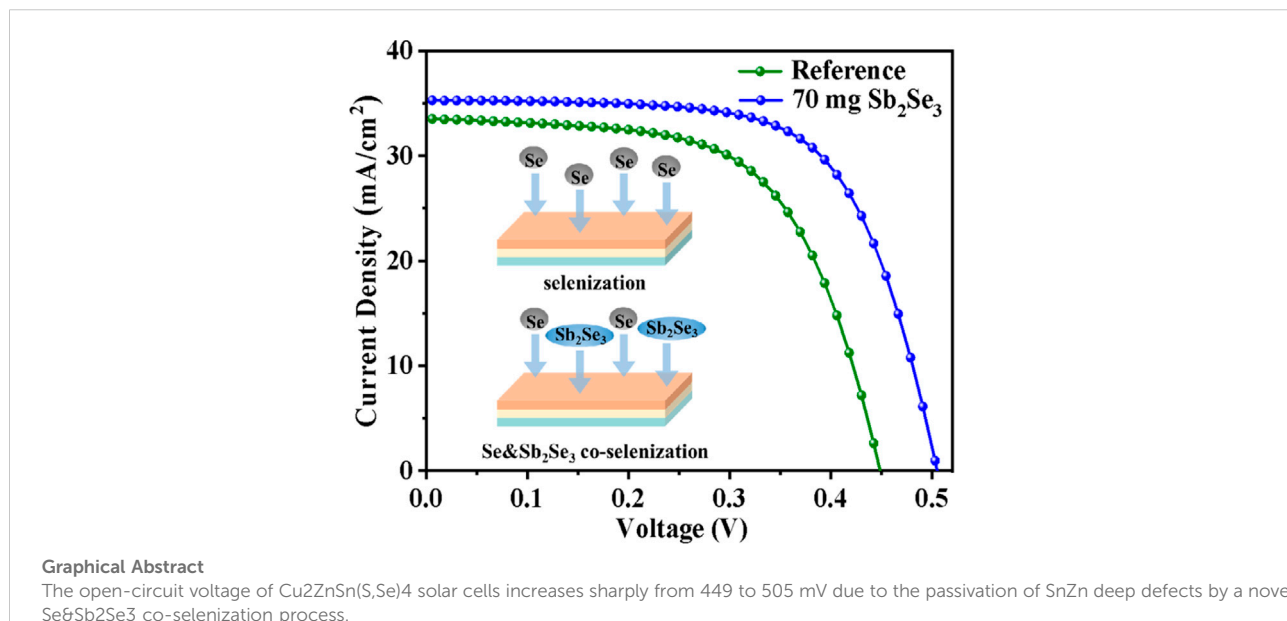 40
30
20
10
0
Current Density (mA/cm²)
Reference
70 mg Sb₂Se₃
Se Se Se Se
selenization
Se Sb₂Se₃ Se Sb₂Se₃
Se&Sb₂Se₃ co-selenization
0.0 0.1 0.2 0.3 0.4 0.5
Voltage (V)
Graphical Abstract
The open-circuit voltage of Cu2ZnSn(S,Se)4 solar cells increases sharply from 449 to 505 mV due to the passivation of SnZn deep defects by a nove
Se&Sb2Se3 co-selenization process.